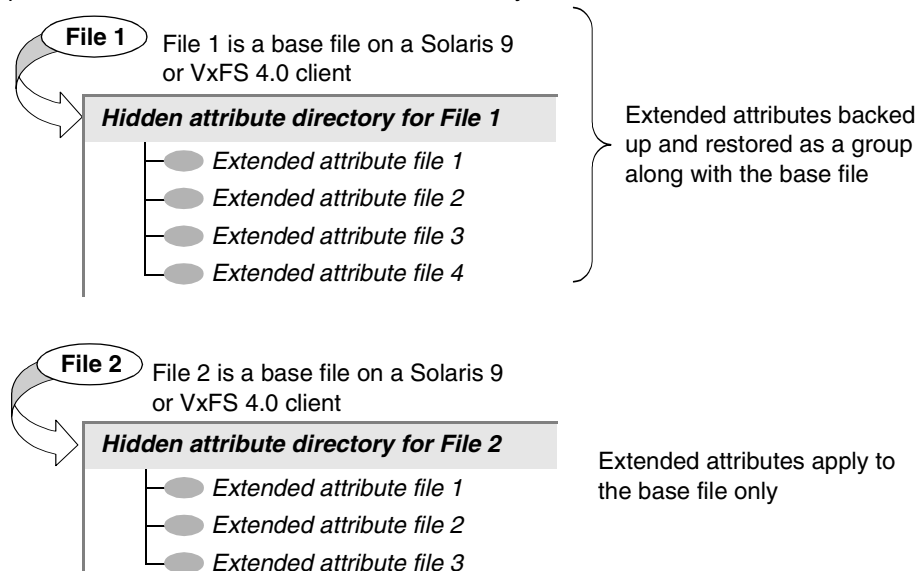 File 1
File 1 is a base file on a Solaris 9
or VxFS 4.0 client
Hidden attribute directory for File 1
Extended attribute file 1
Extended attribute file 2
Extended attribute file 3
Extended attribute file 4
Extended attributes backed
up and restored as a group
along with the base file
File 2
File 2 is a base file on a Solaris 9
or VxFS 4.0 client
Hidden attribute directory for File 2
Extended attribute file 1
Extended attribute file 2
Extended attribute file 3
Extended attributes apply to
the base file only